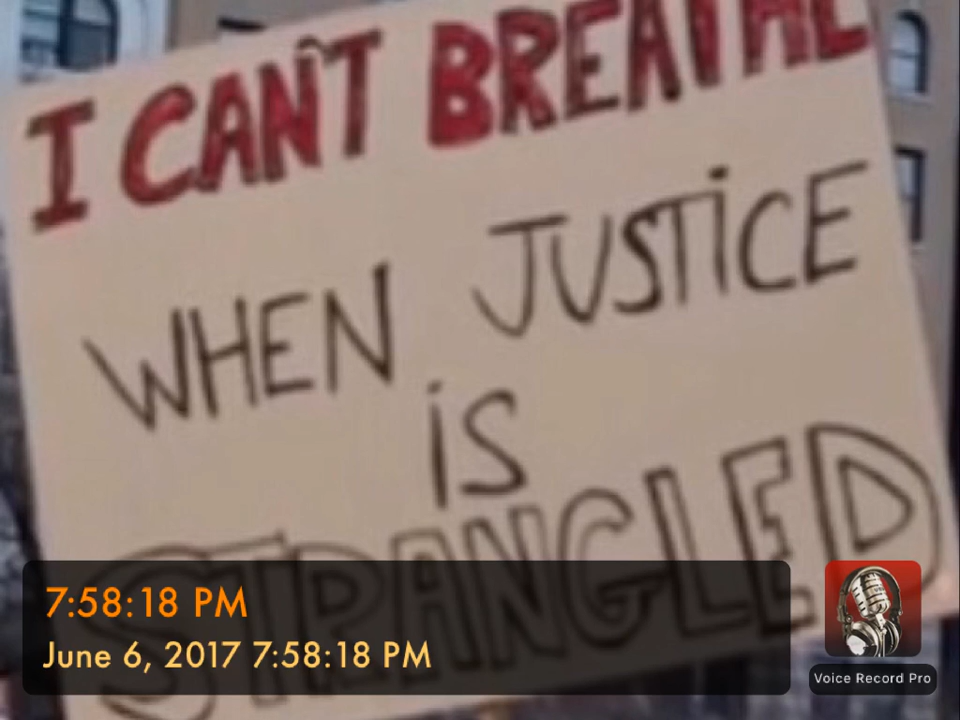 I CAN'T BREATHE
WHEN JUSTICE
is
STRANGLED
7:58:18 PM
June 6, 2017 7:58:18 PM
Voice Record Pro